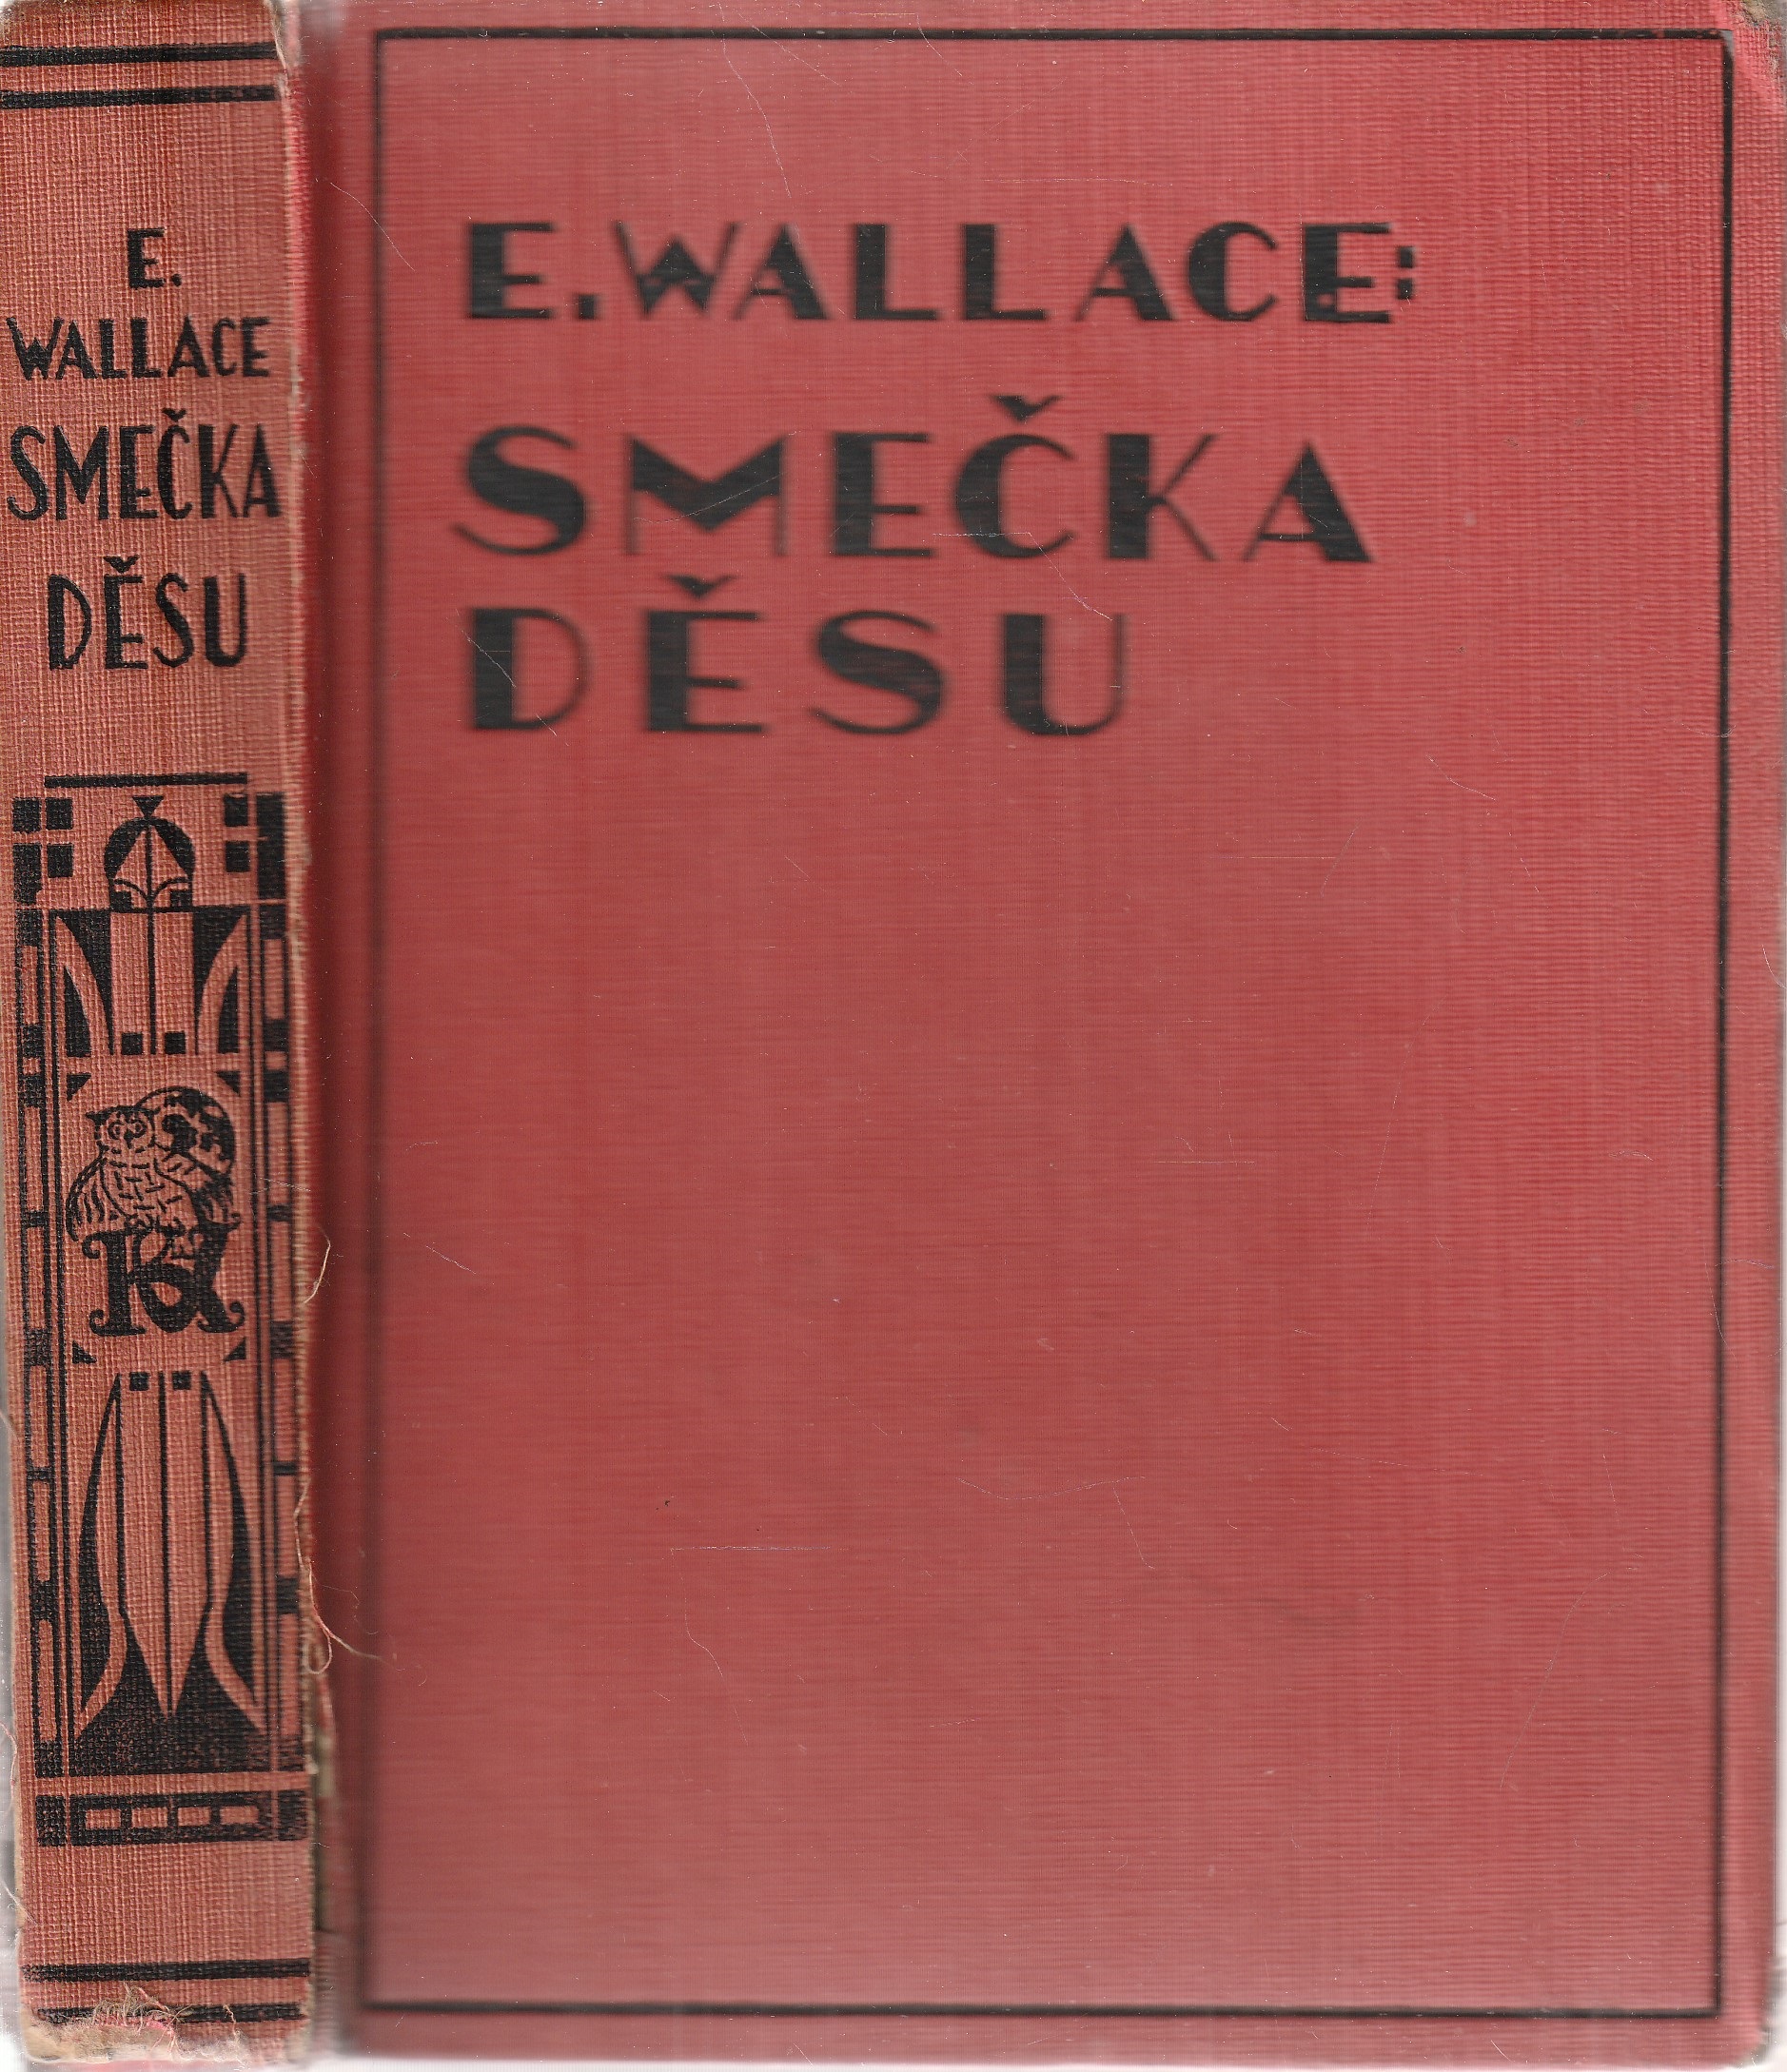 E.
WALLACE
SMEČKA
DĚSU
E. WALLACE:
SMEČKA
DĚSU